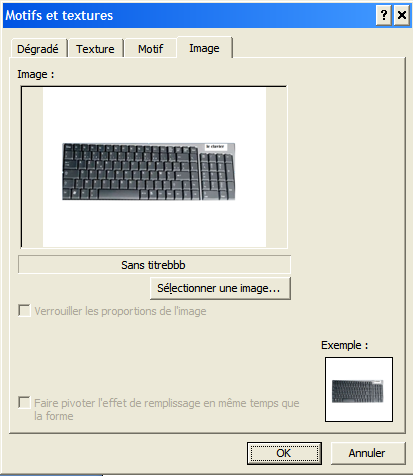 Motifs et textures
Dégradé
Texture
Motif
Image
Image :
le clavier
Sans titrebbb
Sélectionner une image...
Verrouiller les proportions de l'image
Exemple :
Faire pivoter l'effet de remplissage en même temps que
la forme
OK
Annuler